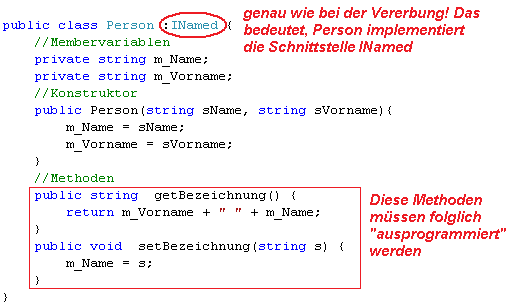 public class Person :INamed {
genau wie bei der Vererbung! Das
bedeutet, Person implementiert
die Schnittstelle INamed
//Membervariablen
private string m_Name;
private string m_Vorname;
//Konstruktor
public Person(string sName, string sVorname){
m_Name = sName;
m_Vorname = sVorname;
}
//Methoden
public string  getBezeichnung() {
return m_Vorname + " " + m_Name;
}
public void  setBezeichnung(string s) {
m_Name = s;
}
}
Diese Methoden
müssen folglich
"ausprogrammiert"
werden